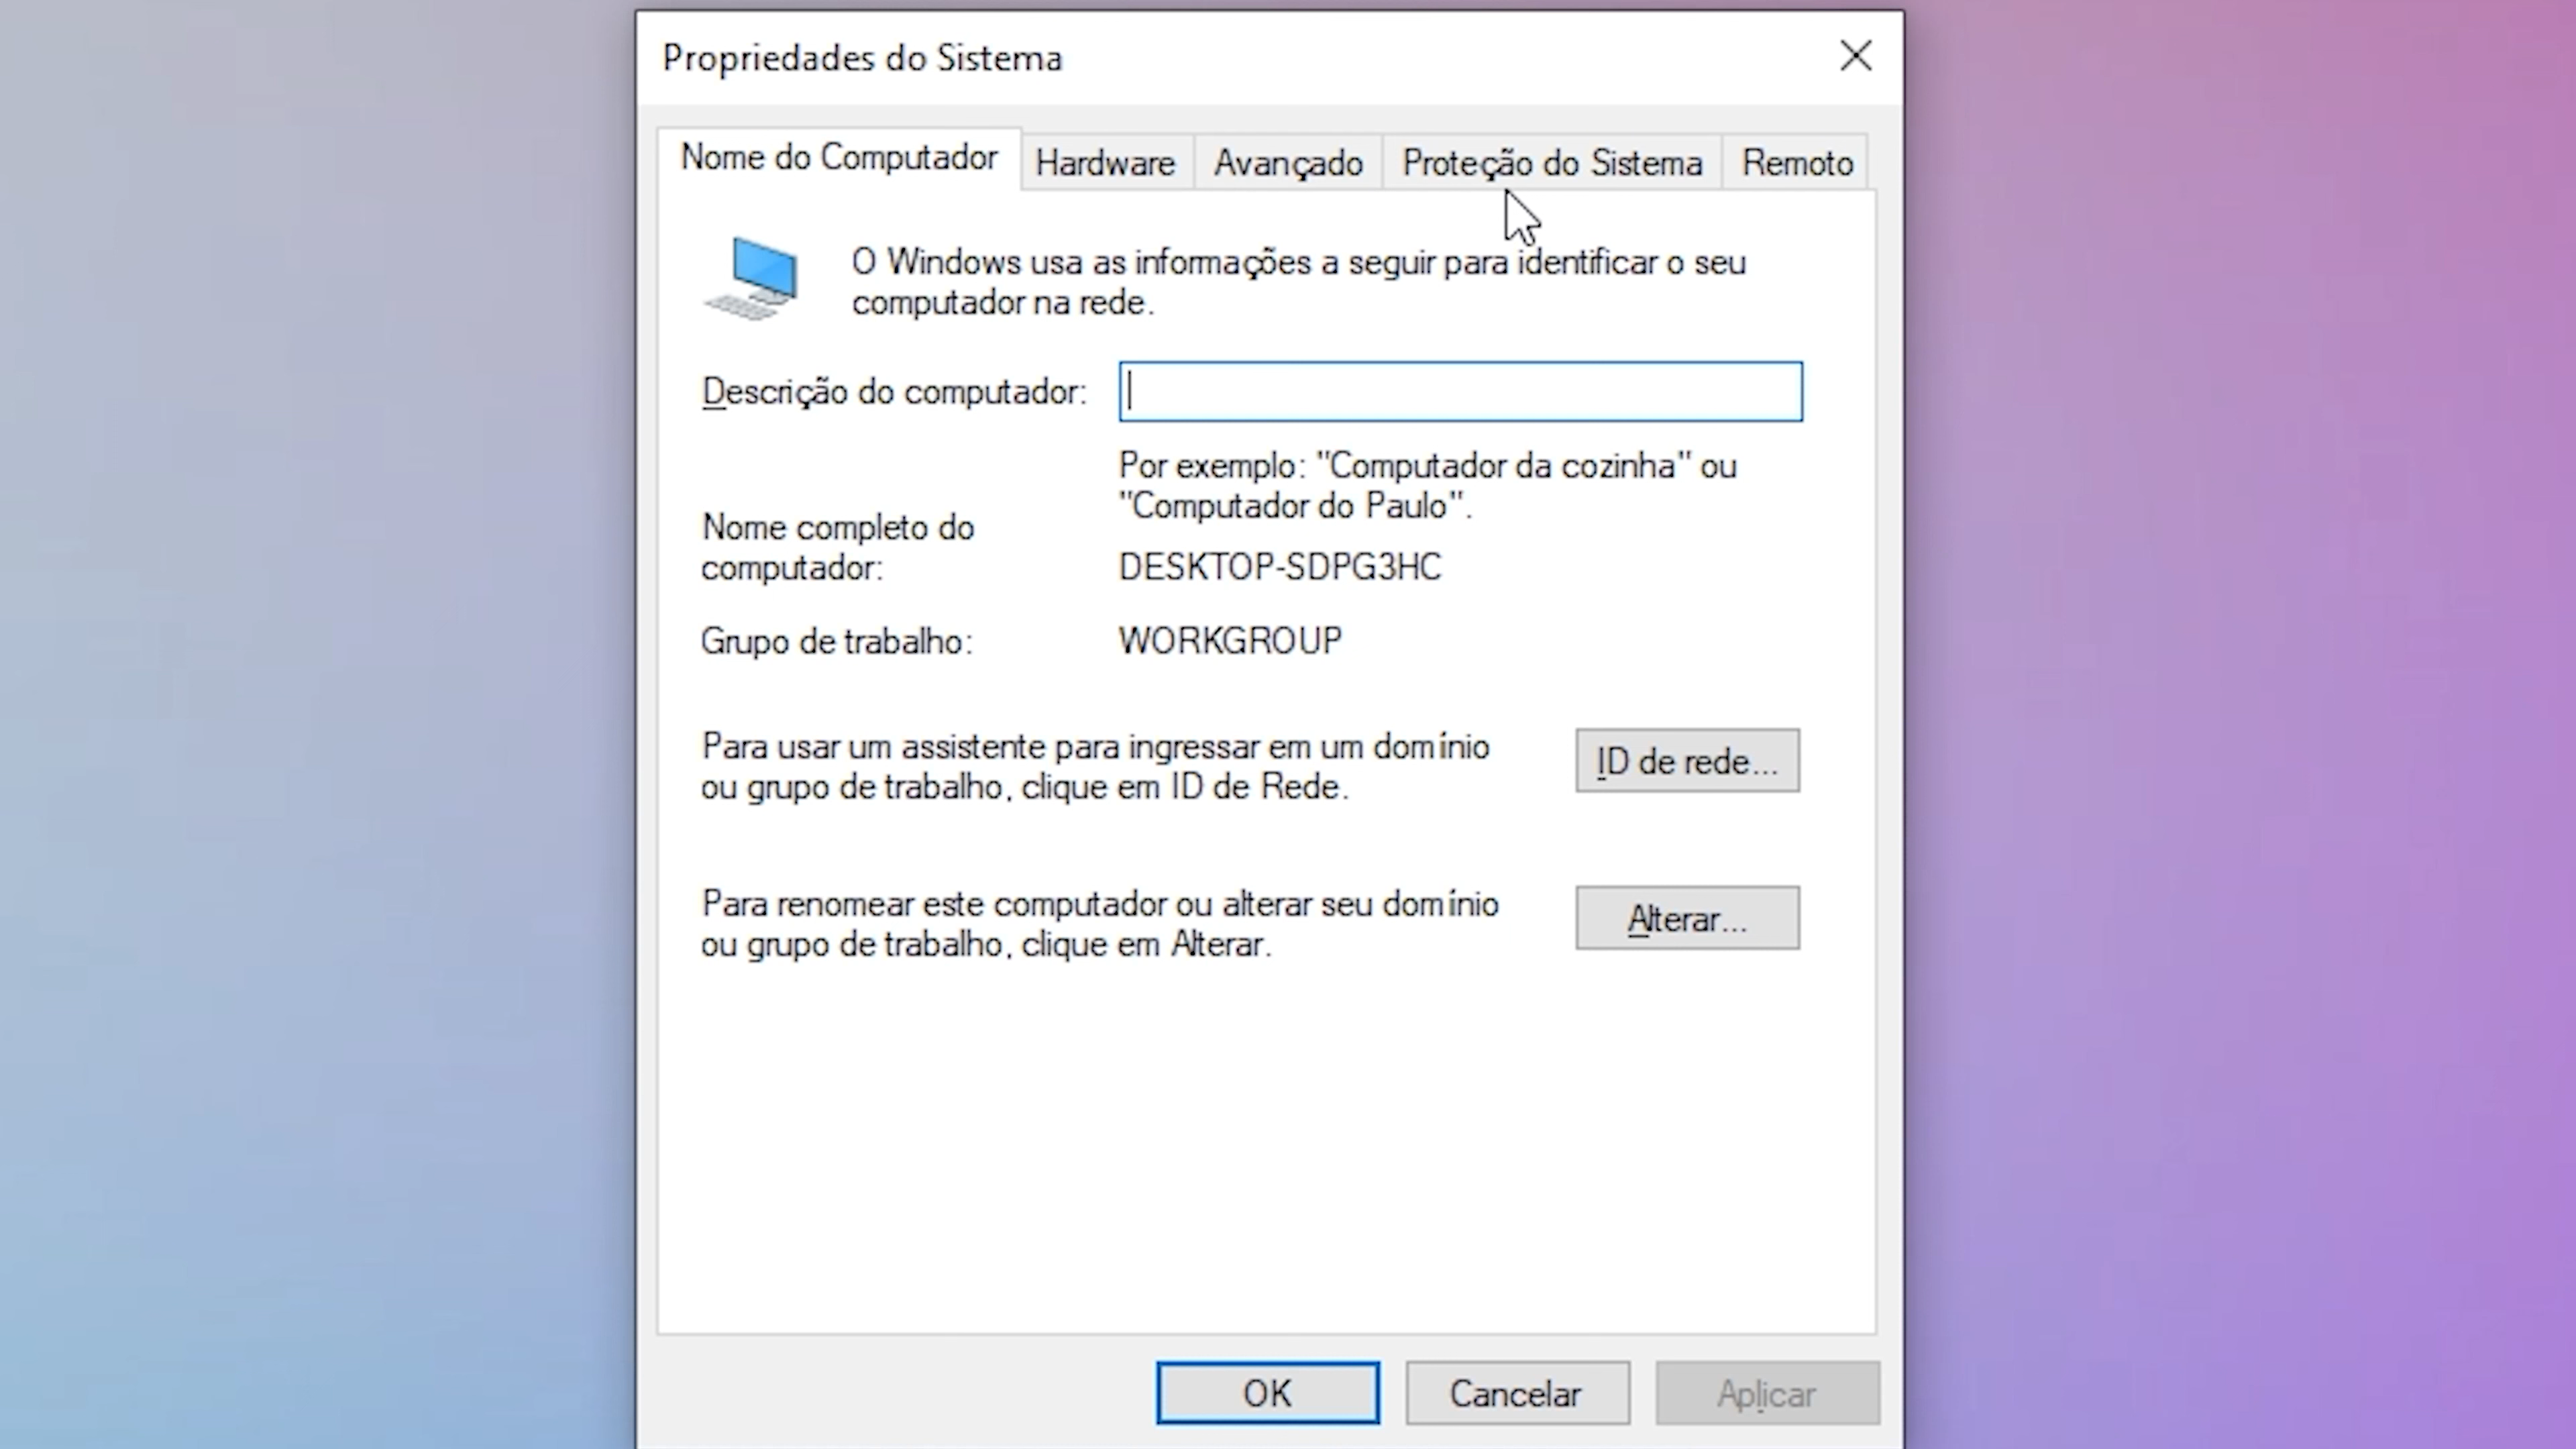 Propriedades do Sistema
Nome do Computador Hardware Avançado Proteção do Sistema Remoto
O Windows usa as informações a seguir para identificar o seu
computador na rede.
Descrição do computador:
Por exemplo: "Computador da cozinha" ou
"Computador do Paulo".
Nome completo do
computador:
DESKTOP-SDPG3HC
Grupo de trabalho: WORKGROUP
Para usar um assistente para ingressar em um domínio
ou grupo de trabalho, clique em ID de Rede.
ID de rede...
Para renomear este computador ou alterar seu domínio
ou grupo de trabalho, clique em Alterar.
Alterar...
OK Cancelar Aplicar